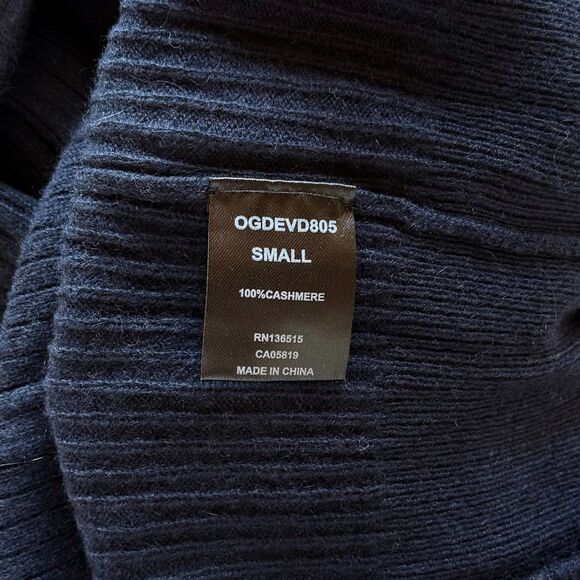 OGDEVD805
SMALL
100%CASHMERE
RN136515
CA05819
MADE IN CHINA